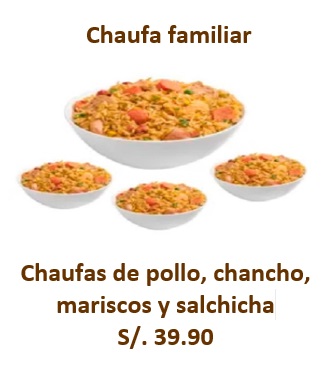 Chaufa familiar
Chaufas de pollo, chancho,
mariscos y salchicha
S/. 39.90